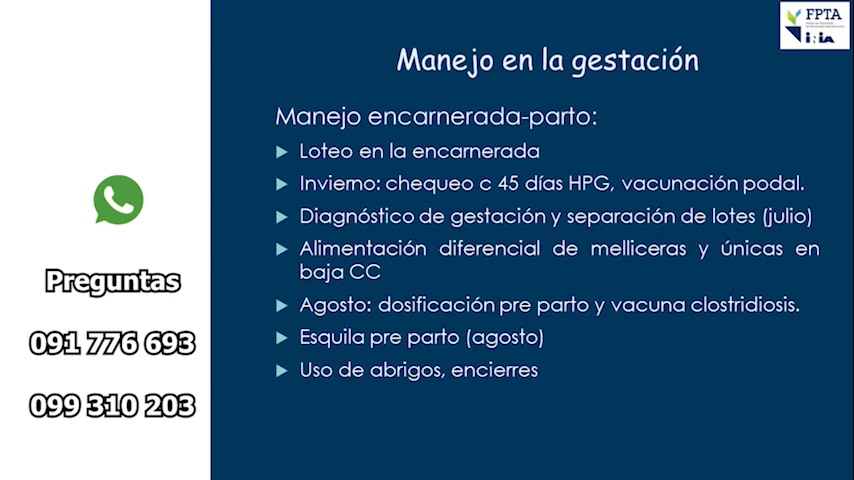 FPTA
INIA
Manejo en la gestación
Manejo encarnerada-parto:
Loteo en la encarnerada
Invierno: chequeo c 45 días HPG, vacunación podal.
Diagnóstico de gestación y separación de lotes (julio)
Alimentación diferencial de melliceras y únicas en
baja CC
Agosto: dosificación pre parto y vacuna clostridiosis.
Esquila pre parto (agosto)
Uso de abrigos, encierres
Preguntas
091 776 693
099 310 203